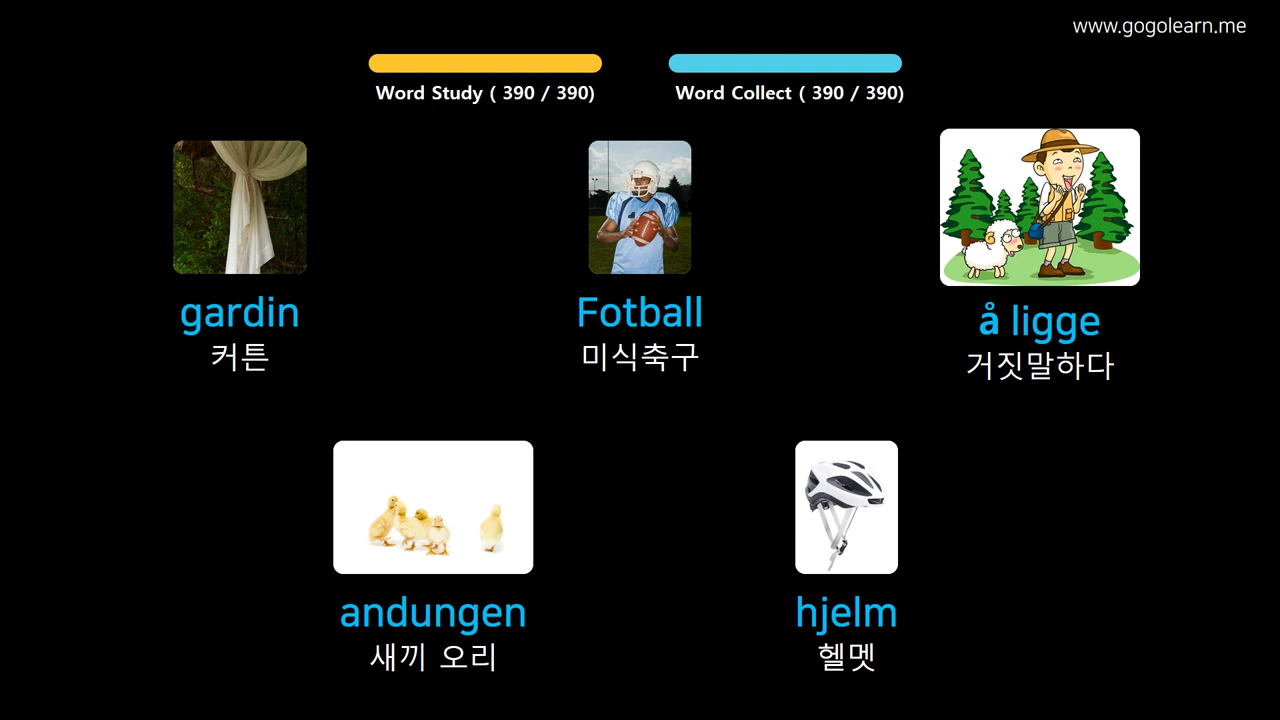 www.gogolearn.me
Word Study ( 390 / 390)
Word Collect ( 390 / 390)
gardin
커튼
Fotball
미식축구
å ligge
거짓말하다
andungen
새끼 오리
hjelm
헬멧